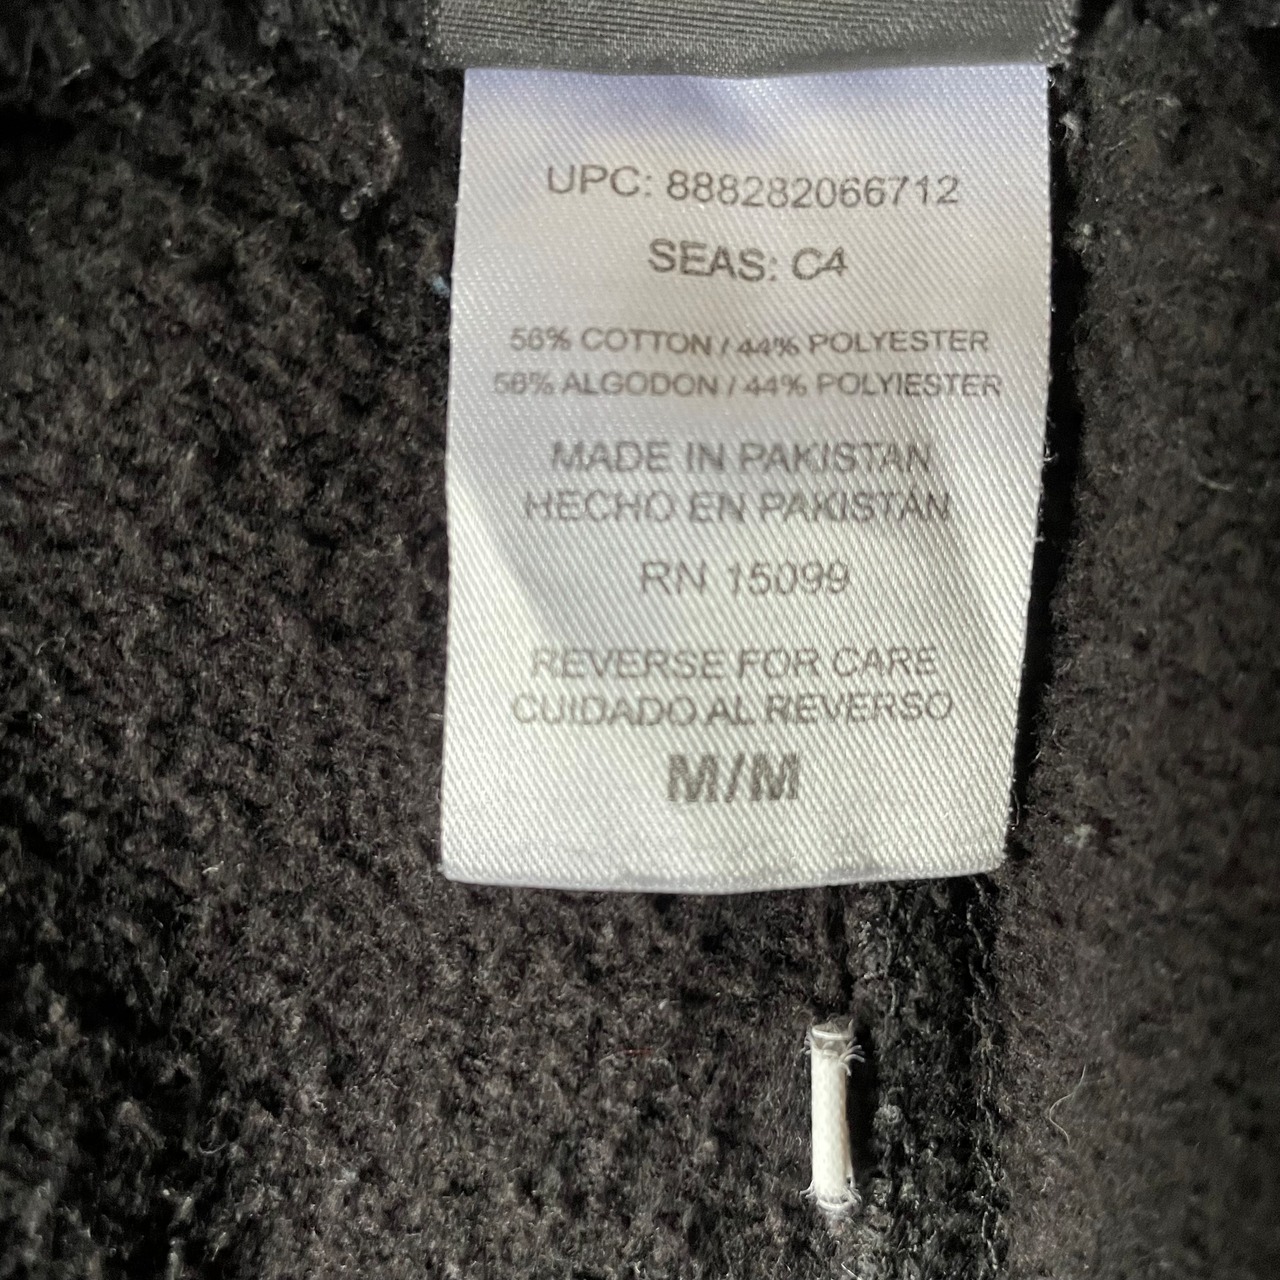 UPC: 888282066712
SEAS: C4
56% COTTON / 44% POLYESTER
56% ALGODON / 44% POLYIESTER
MADE IN PAKISTAN
HECHO EN PAKISTÁN
RN 15099
REVERSE FOR CARE
CUIDADO AL REVERSO
M/M